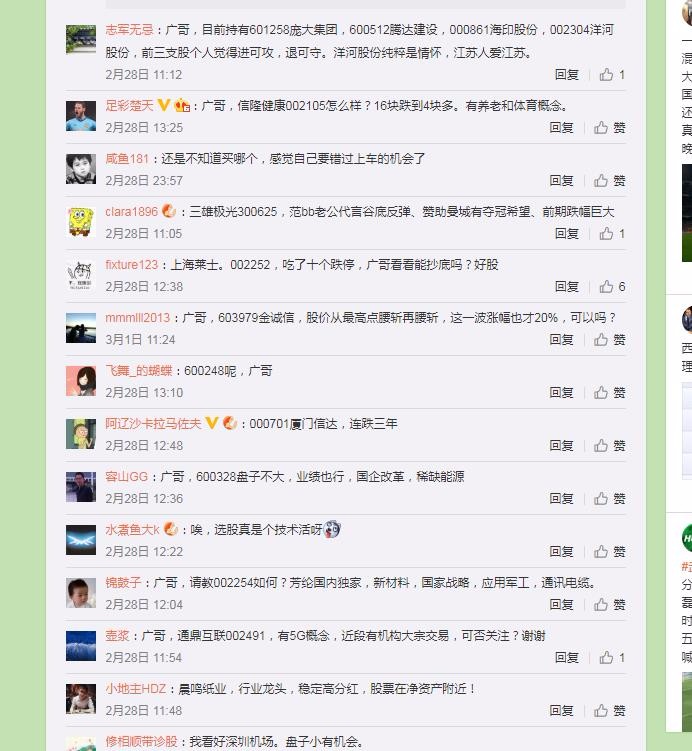 志军无忌：广哥，目前持有601258庞大集团，600512腾达建设，000861海印股份，002304洋河
股份，前三支股个人觉得进可攻，退可守。洋河股份纯粹是情怀，江苏人爱江苏。
2月28日 11:12 回复 1
足彩楚天：广哥，信隆健康002105怎么样？16块跌到4块多。有养老和体育概念。
2月28日 13:25 回复 赞
咸鱼181：还是不知道买哪个，感觉自己要错过上车的机会了
2月28日 23:57 回复 赞
clara1896：三雄极光300625，范bb老公代言谷底反弹、赞助曼城有夺冠希望、前期跌幅巨大
2月28日 11:05 回复 1
fixture123：上海莱士。002252，吃了十个跌停，广哥看看能抄底吗？好股
2月28日 12:38 回复 6
mmmlll2013：广哥，603979金诚信，股价从最高点腰斩再腰斩，这一波涨幅也才20%，可以吗？
3月1日 11:24 回复 赞
飞舞_的蝴蝶：600248呢，广哥
2月28日 13:10 回复 赞
阿辽沙卡拉马佐夫：000701厦门信达，连跌三年
2月28日 12:48 回复 赞
容山GG：广哥，600328盘子不大，业绩也行，国企改革，稀缺能源
2月28日 12:36 回复 赞
水煮鱼大k：唉，选股真是个技术活呀
2月28日 12:22 回复 赞
锦鼓子：广哥，请教002254如何？芳纶国内独家，新材料，国家战略，应用军工，通讯电缆。
2月28日 12:04 回复 赞
壶浆：广哥，通鼎互联002491，有5G概念，近段有机构大宗交易，可否关注？谢谢
2月28日 11:54 回复 1
小地主HDZ：晨鸣纸业，行业龙头，稳定高分红，股票在净资产附近！
2月28日 11:48 回复 赞
修相顺带诊股：我看好深圳机场。盘子小有机会。
混
大
国
还
真
晚
西
理
分
磊
时
五
喊